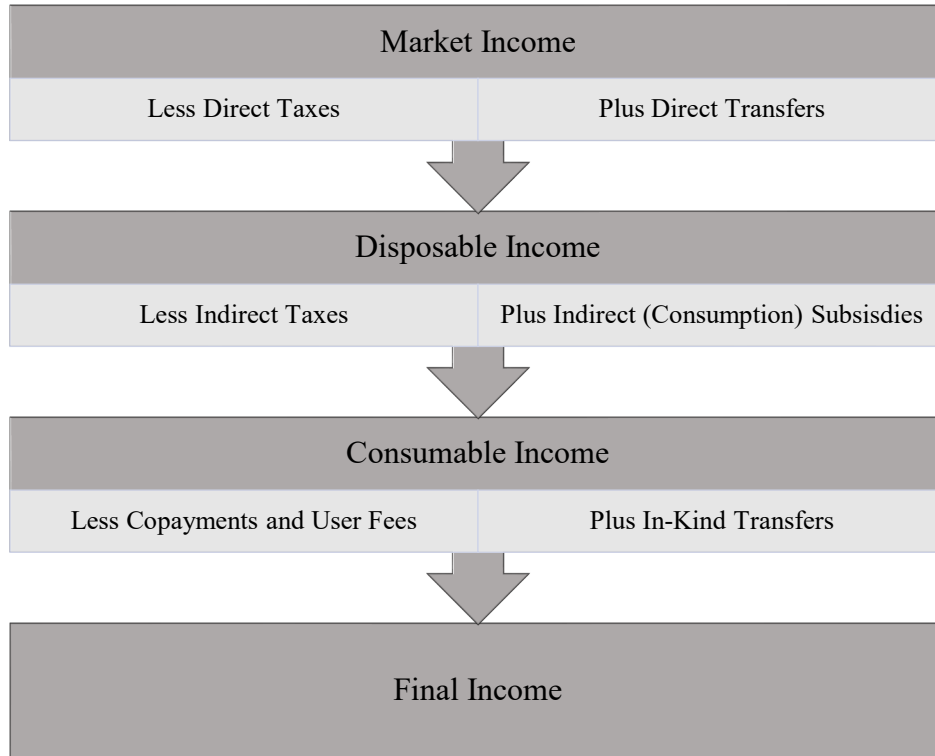 Market Income
Less Direct Taxes
Plus Direct Transfers
Disposable Income
Less Indirect Taxes
Plus Indirect (Consumption) Subsisdies
Consumable Income
Less Copayments and User Fees
Plus In-Kind Transfers
Final Income